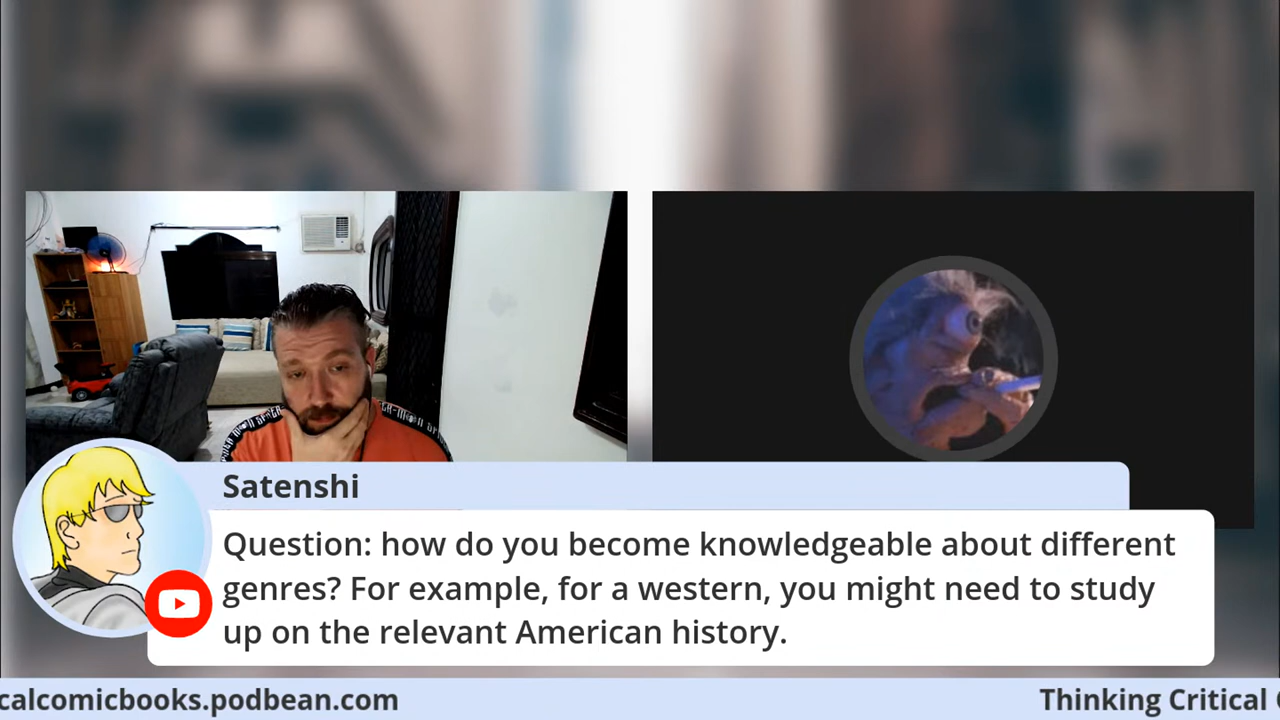 Satenshi
Question: how do you become knowledgeable about different
genres? For example, for a western, you might need to study
up on the relevant American history.
calcomicbooks.podbean.com
Thinking Critical